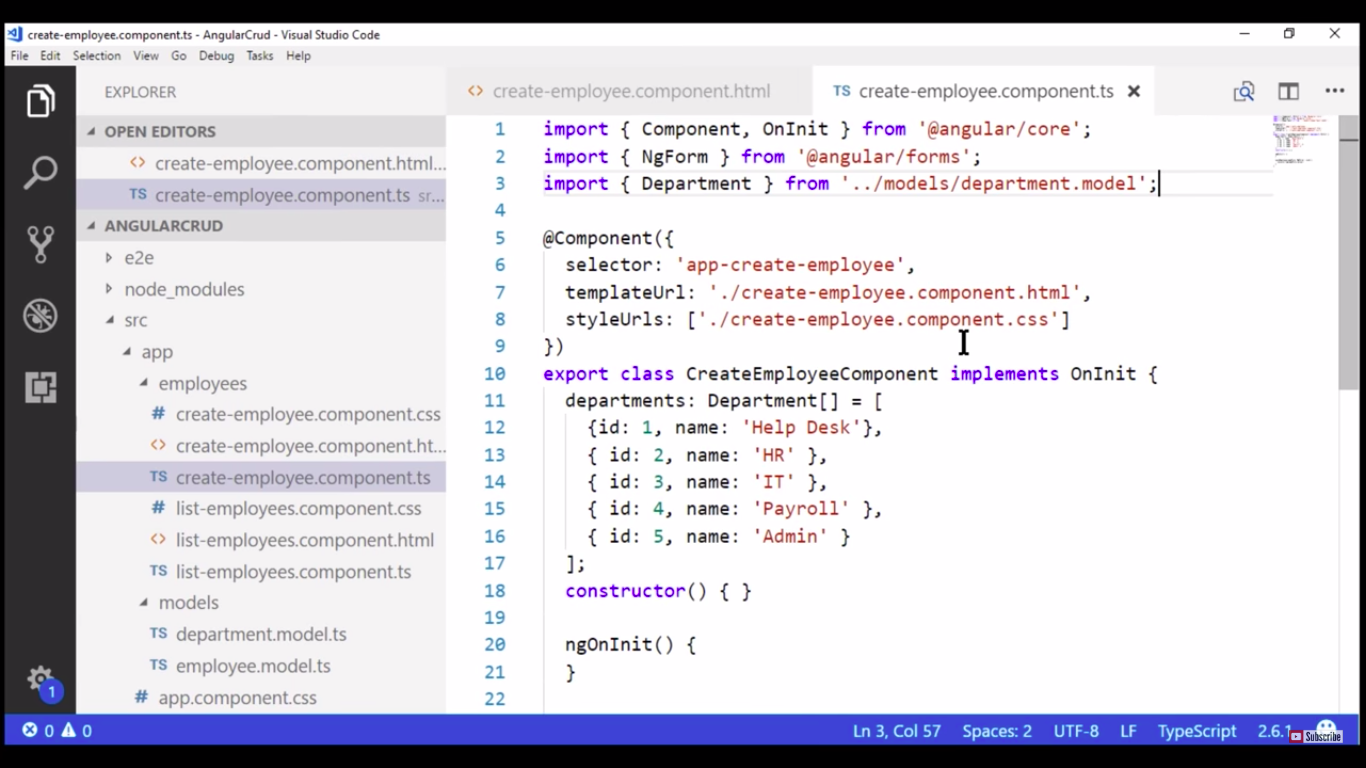 create-employee.component.ts - AngularCrud - Visual Studio Code
File Edit Selection View Go Debug Tasks Help
EXPLORER
OPEN EDITORS
create-employee.component.html...
create-employee.component.ts sr...
ANGULARCRUD
e2e
node_modules
src
app
employees
create-employee.component.css
create-employee.component.ht...
create-employee.component.ts
list-employees.component.css
list-employees.component.html
list-employees.component.ts
models
department.model.ts
employee.model.ts
app.component.css
1
create-employee.component.html
create-employee.component.ts
1 import { Component, OnInit } from '@angular/core';
2 import { NgForm } from '@angular/forms';
3 import { Department } from '../models/department.model';
4
5 @Component({
6   selector: 'app-create-employee',
7   templateUrl: './create-employee.component.html',
8   styleUrls: ['./create-employee.component.css']
9 })
10 export class CreateEmployeeComponent implements OnInit {
11   departments: Department[] = [
12     {id: 1, name: 'Help Desk'},
13     { id: 2, name: 'HR' },
14     { id: 3, name: 'IT' },
15     { id: 4, name: 'Payroll' },
16     { id: 5, name: 'Admin' }
17   ];
18   constructor() { }
19
20   ngOnInit() {
21   }
22
0 0 Ln 3, Col 57 Spaces: 2 UTF-8 LF TypeScript 2.6.1 Subscribe